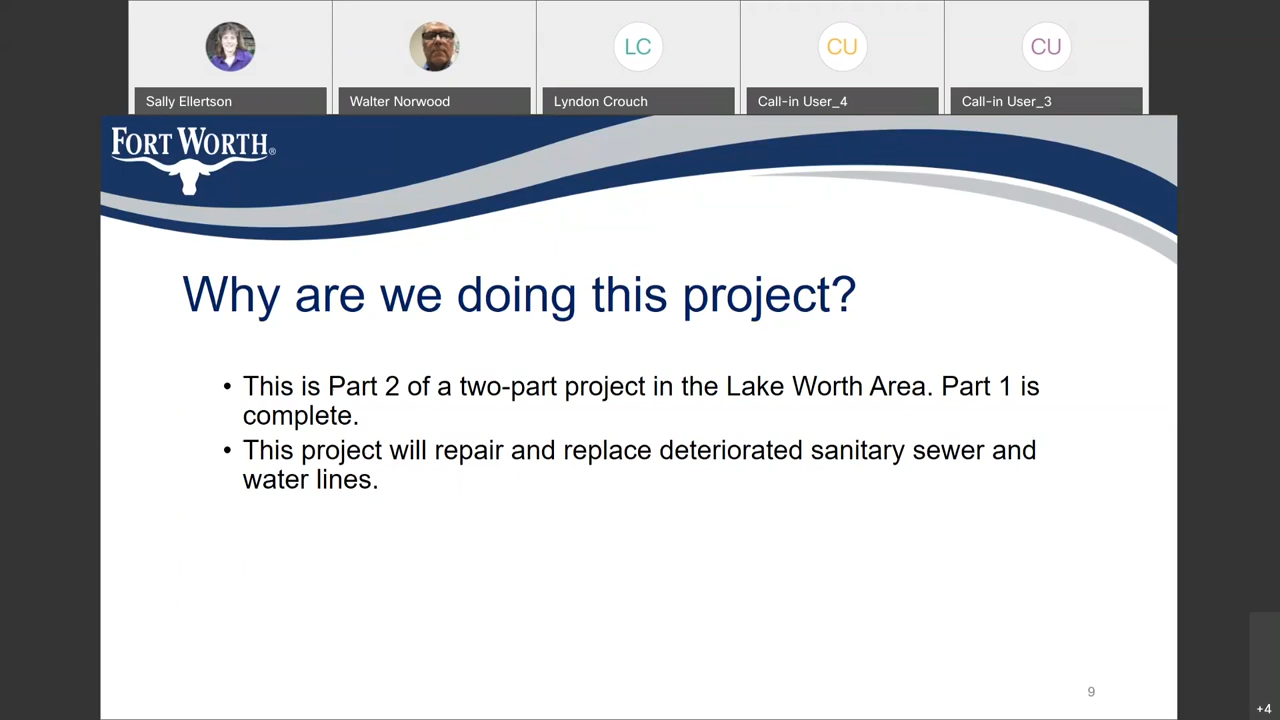 LC
CU
CU
Sally Ellertson
Walter Norwood
Lyndon Crouch
Call-in User_4
Call-in User_3
FORT WORTH®
Why are we doing this project?
• This is Part 2 of a two-part project in the Lake Worth Area. Part 1 is
complete.
• This project will repair and replace deteriorated sanitary sewer and
water lines.
9
+4